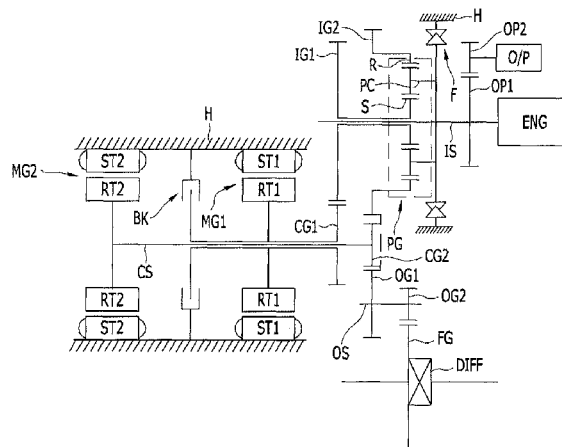 IG2
H
OP2
IG1
R
O/P
PC
F
OP1
S
ENG
H
IS
MG2
ST2
ST1
RT2
BK
MG1
RT1
CG1
PG
CS
CG2
OG1
RT2
RT1
OG2
ST2
ST1
OS
FG
DIFF